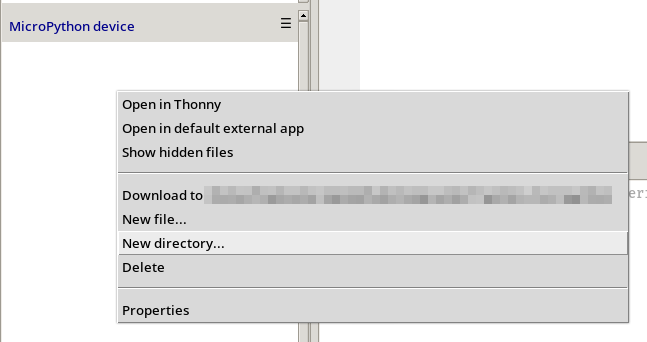 MicroPython device
Open in Thonny
Open in default external app
Show hidden files
Download to
New file...
New directory...
Delete
Properties